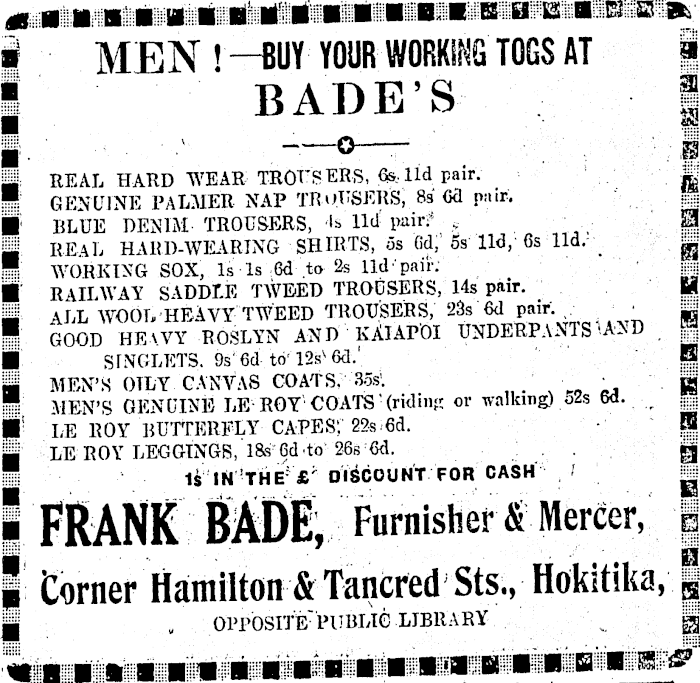 MEN!—BUY YOUR WORKING TOGS AT
BADE'S
REAL HARD WEAR TROUSERS, 6s 11d pair.
GENUINE PALMER NAP TROUSERS, 8s 6d pair.
BLUE DENIM TROUSERS, 4s 11d pair.
REAL HARD-WEARING SHIRTS, 5s 6d, 5s 11d, 6s 11d.
WORKING SOX, 1s 1s 6d to 2s 11d pair.
RAILWAY SADDLE TWEED TROUSERS, 14s pair.
ALL WOOL HEAVY TWEED TROUSERS, 23s 6d pair.
GOOD HEAVY ROSLYN AND KAIAPOI UNDERPANTS AND
SINGLETS. 9s 6d to 12s 6d.
MEN'S OILY CANVAS COATS, 35s.
MEN'S GENUINE LE ROY COATS (riding or walking) 52s 6d.
LE ROY BUTTERFLY CAPES, 22s 6d.
LE ROY LEGGINGS, 18s 6d to 26s 6d.
1s IN THE £ DISCOUNT FOR CASH
FRANK BADE, Furnisher & Mercer,
Corner Hamilton & Tancred Sts., Hokitika,
OPPOSITE PUBLIC LIBRARY